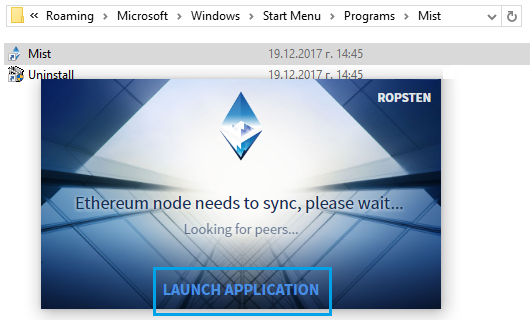 « Roaming > Microsoft > Windows > Start Menu > Programs > Mist
Mist 19.12.2017 г. 14:45
Uninstall 19.12.2017 г. 14:45
ROPSTEN
Ethereum node needs to sync, please wait...
Looking for peers...
LAUNCH APPLICATION